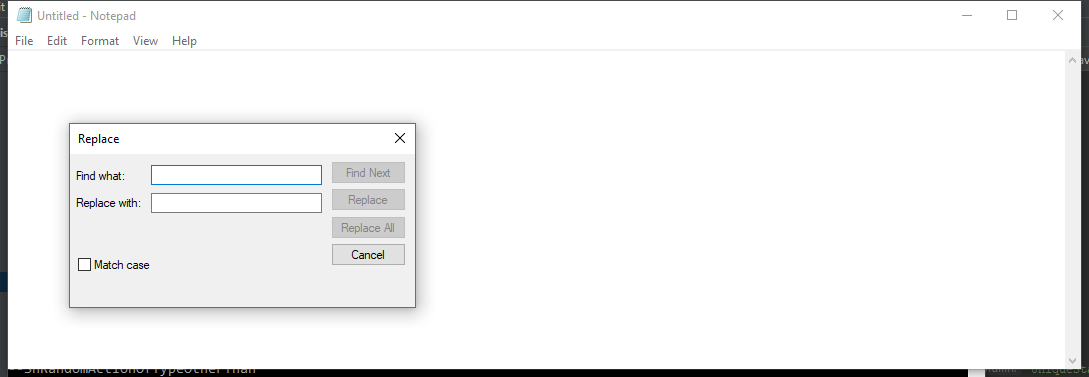 Untitled - Notepad
File Edit Format View Help
Replace
Find what:
Find Next
Replace with:
Replace
Replace All
Cancel
Match case